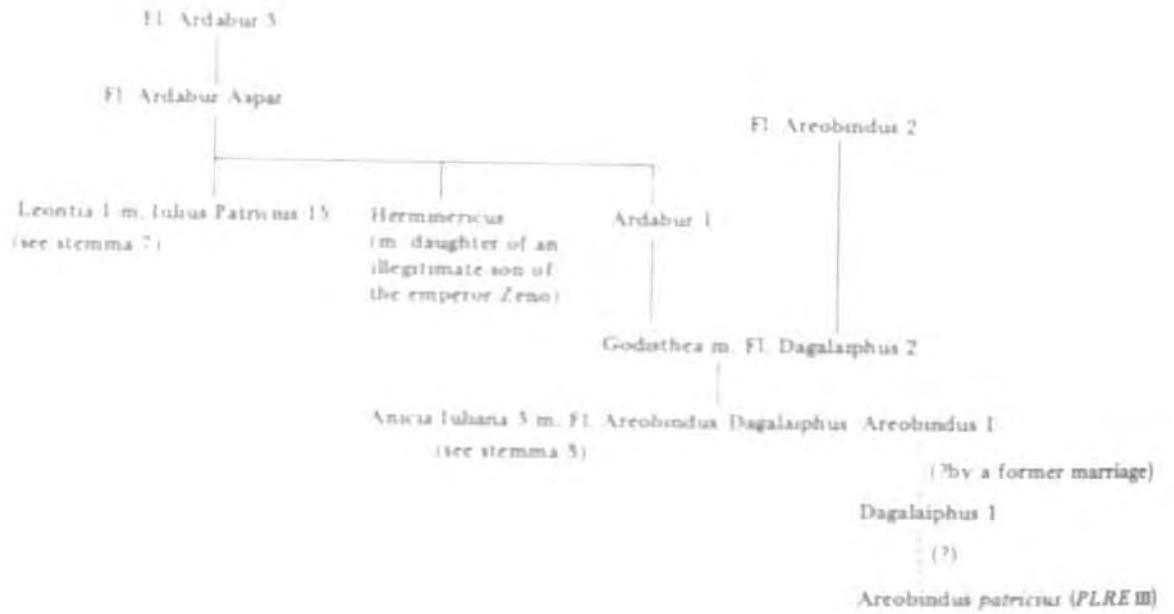 Fl. Ardabur 3
Fl. Ardabur Aspar
Fl. Areobindus 2
Leontia 1 m. Iulius Patricius 15
(see stemma 7)
Herminericus
(m. daughter of an
illegitimate son of
the emperor Zeno)
Ardabur 1
Godisthea m. Fl. Dagalaiphus 2
Anicia Iuliana 3 m. Fl. Areobindus Dagalaiphus Areobindus 1
(see stemma 3)
(?by a former marriage)
Dagalaiphus 1
(?)
Areobindus patricius (PLRE III)